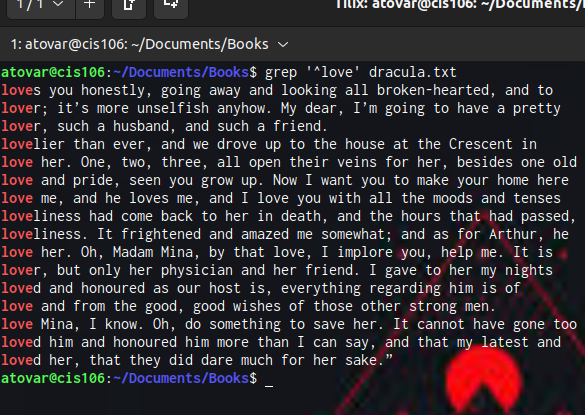 1 / 1
Tilix: atovar@cis106: ~/Documents/
1: atovar@cis106: ~/Documents/Books
atovar@cis106:~/Documents/Books$ grep '^love' dracula.txt
loves you honestly, going away and looking all broken-hearted, and to
lover; it’s more unselfish anyhow. My dear, I’m going to have a pretty
lover, such a husband, and such a friend.
lovelier than ever, and we drove up to the house at the Crescent in
love her. One, two, three, all open their veins for her, besides one old
love and pride, seen you grow up. Now I want you to make your home here
love me, and he loves me, and I love you with all the moods and tenses
loveliness had come back to her in death, and the hours that had passed,
loveliness. It frightened and amazed me somewhat; and as for Arthur, he
love her. Oh, Madam Mina, by that love, I implore you, help me. It is
lover, but only her physician and her friend. I gave to her my nights
loved and honoured as our host is, everything regarding him is of
love and from the good, good wishes of those other strong men.
love Mina, I know. Oh, do something to save her. It cannot have gone too
loved him and honoured him more than I can say, and that my latest and
loved her, that they did dare much for her sake.”
atovar@cis106:~/Documents/Books$ _